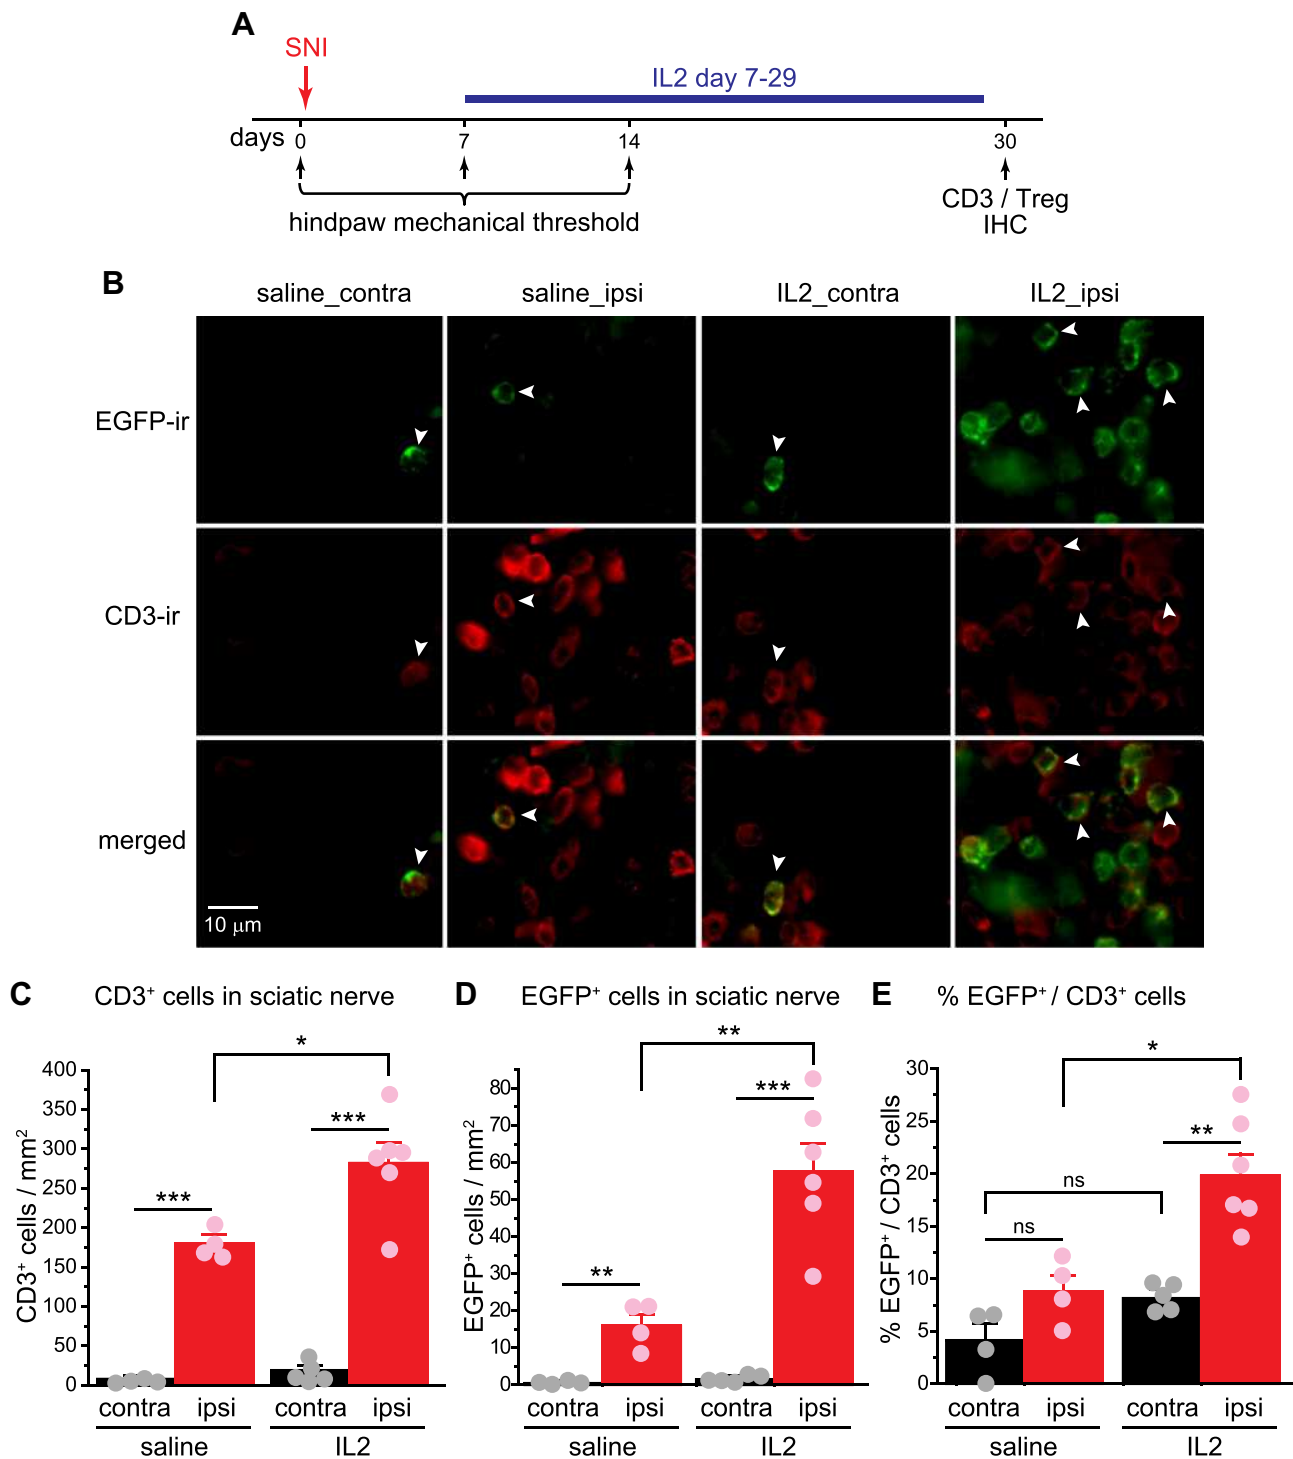 A
SNI
IL2 day 7-29
days 0 7 14 30
hindpaw mechanical threshold
CD3 / Treg
IHC
B
saline_contra saline_ipsi IL2_contra IL2_ipsi
EGFP-ir
CD3-ir
merged
10 μm
C CD3⁺ cells in sciatic nerve
CD3⁺ cells / mm²
400
350
300
250
200
150
100
50
0
***
***
*
contra ipsi contra ipsi
saline IL2
D EGFP⁺ cells in sciatic nerve
EGFP⁺ cells / mm²
80
70
60
50
40
30
20
10
0
**
***
**
contra ipsi contra ipsi
saline IL2
E % EGFP⁺ / CD3⁺ cells
% EGFP⁺ / CD3⁺ cells
30
25
20
15
10
5
0
ns
ns
**
*
contra ipsi contra ipsi
saline IL2